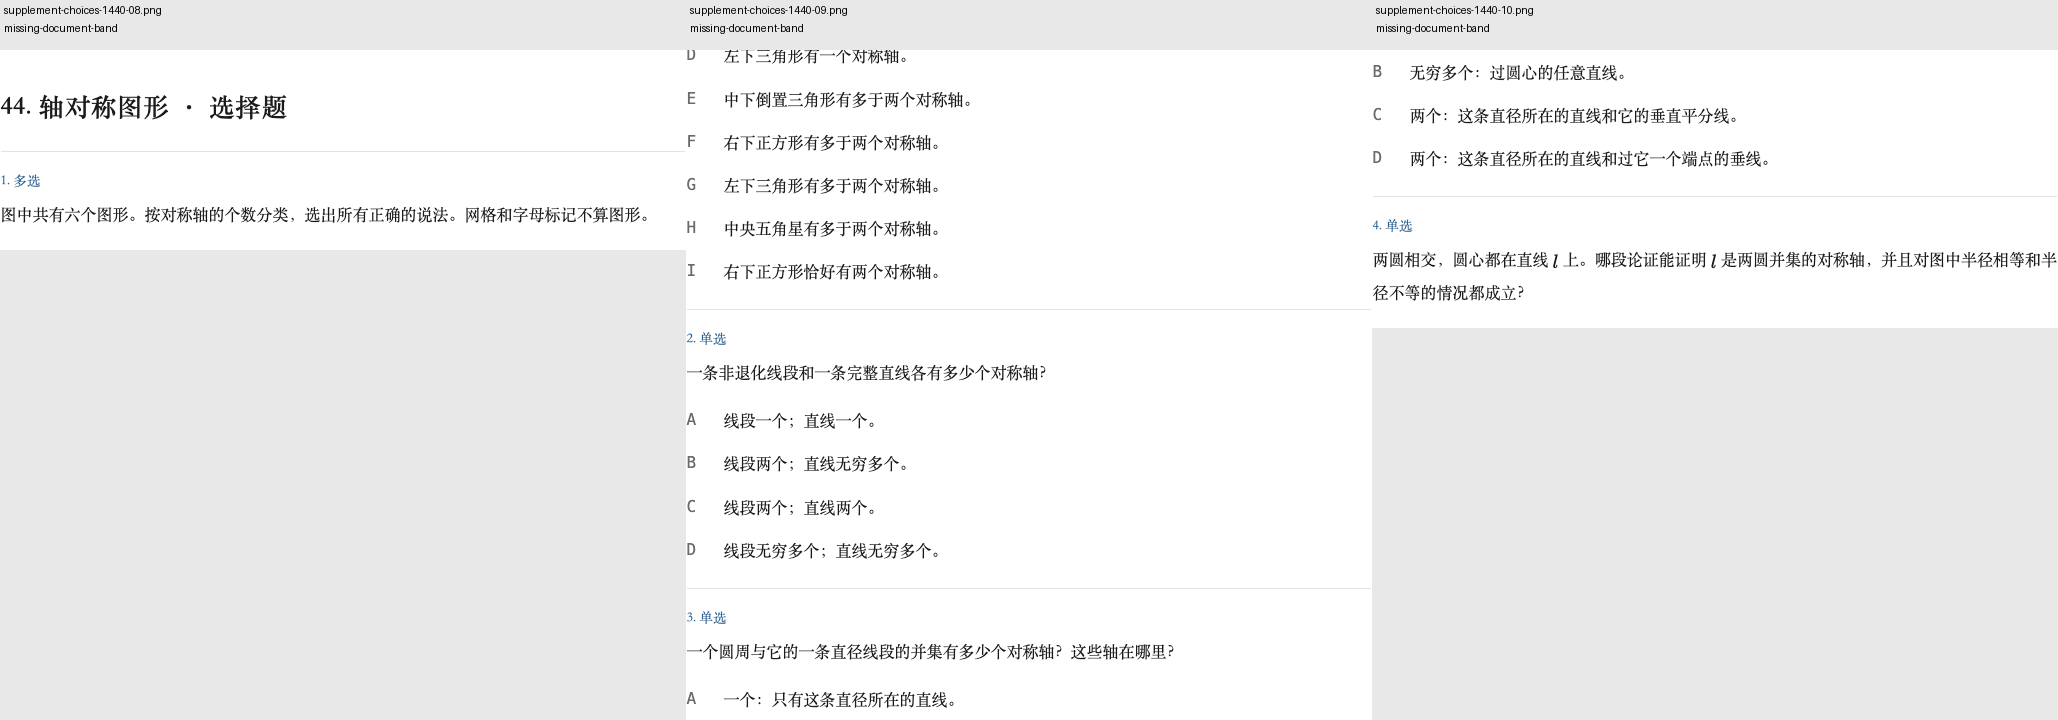 supplement-choices-1440-08.png
missing-document-band
44. 轴对称图形 · 选择题
1. 多选
图中共有六个图形。按对称轴的个数分类，选出所有正确的说法。网格和字母标记不算图形。
supplement-choices-1440-09.png
missing-document-band
D 左下三角形有一个对称轴。
E 中下倒置三角形有多于两个对称轴。
F 右下正方形有多于两个对称轴。
G 左下三角形有多于两个对称轴。
H 中央五角星有多于两个对称轴。
I 右下正方形恰好有两个对称轴。
2. 单选
一条非退化线段和一条完整直线各有多少个对称轴？
A 线段一个；直线一个。
B 线段两个；直线无穷多个。
C 线段两个；直线两个。
D 线段无穷多个；直线无穷多个。
3. 单选
一个圆周与它的一条直径线段的并集有多少个对称轴？这些轴在哪里？
A 一个：只有这条直径所在的直线。
supplement-choices-1440-10.png
missing-document-band
B 无穷多个：过圆心的任意直线。
C 两个：这条直径所在的直线和它的垂直平分线。
D 两个：这条直径所在的直线和过它一个端点的垂线。
4. 单选
两圆相交，圆心都在直线 l 上。哪段论证能证明 l 是两圆并集的对称轴，并且对图中半径相等和半
径不等的情况都成立？